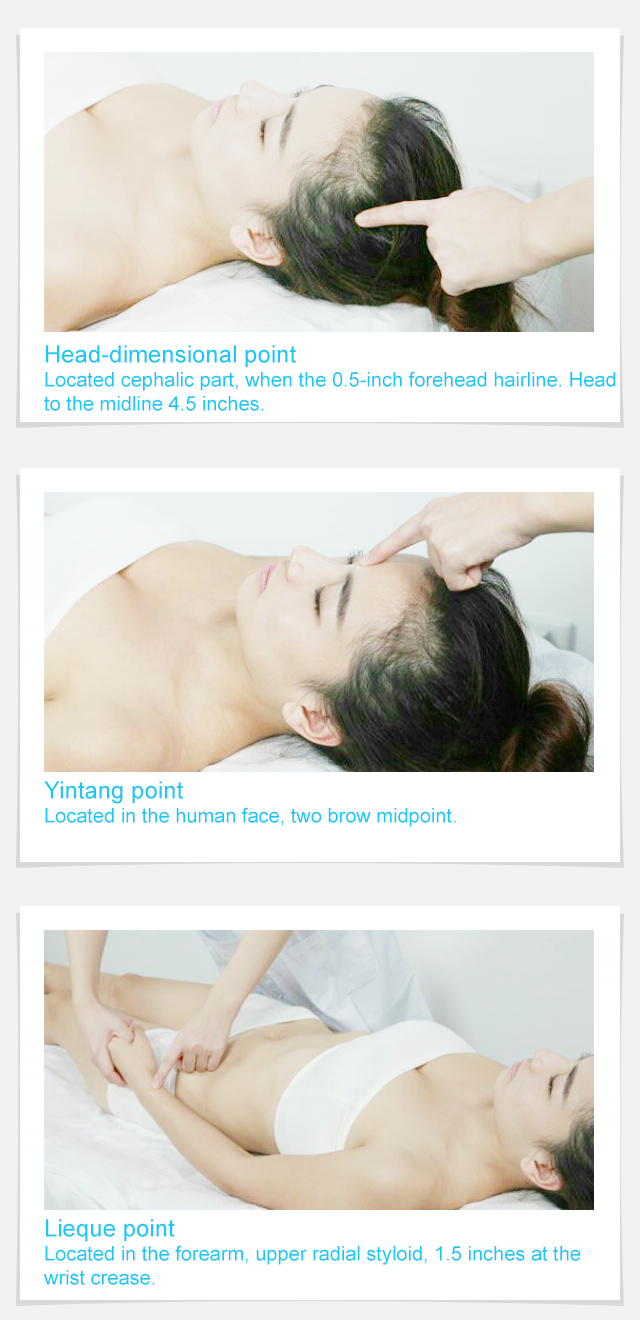 Head-dimensional point
Located cephalic part, when the 0.5-inch forehead hairline. Head
to the midline 4.5 inches.
Yintang point
Located in the human face, two brow midpoint.
Lieque point
Located in the forearm, upper radial styloid, 1.5 inches at the
wrist crease.